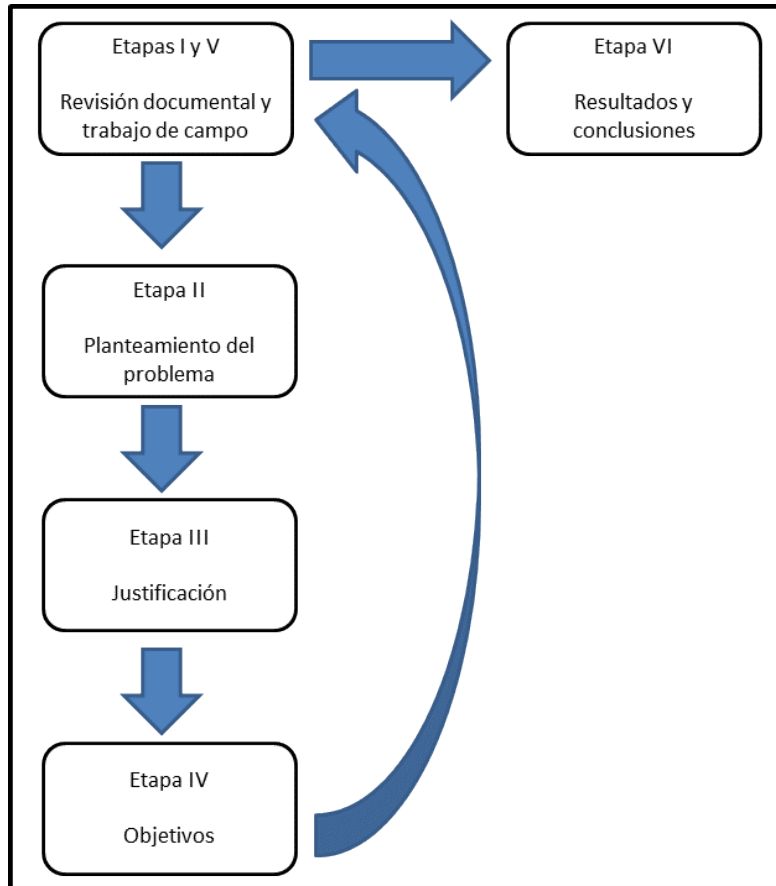 Etapas I y V
Revisión documental y
trabajo de campo
Etapa VI
Resultados y
conclusiones
Etapa II
Planteamiento del
problema
Etapa III
Justificación
Etapa IV
Objetivos